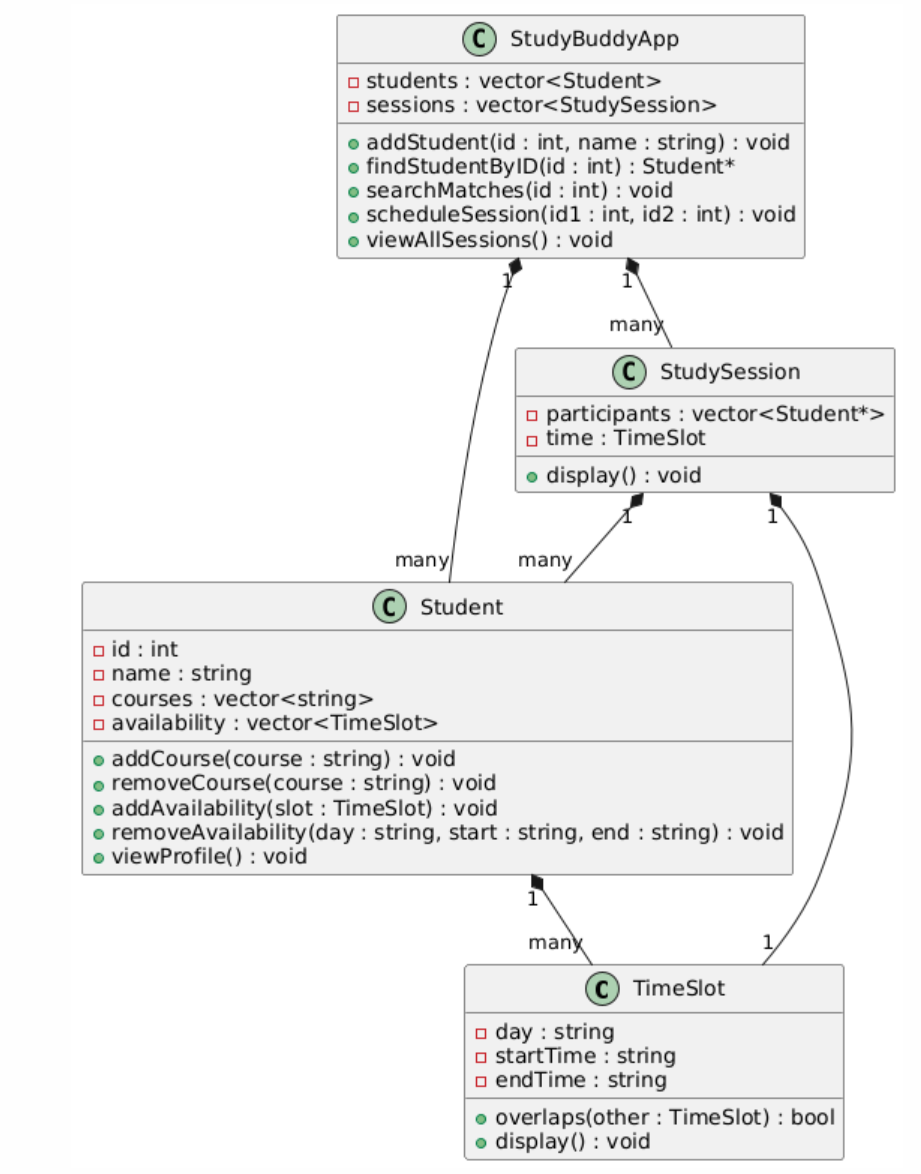 C StudyBuddyApp
students : vector<Student>
sessions : vector<StudySession>
addStudent(id : int, name : string) : void
findStudentByID(id : int) : Student*
searchMatches(id : int) : void
scheduleSession(id1 : int, id2 : int) : void
viewAllSessions() : void
1
1
many
C StudySession
participants : vector<Student*>
time : TimeSlot
display() : void
1
1
many
many
C Student
id : int
name : string
courses : vector<string>
availability : vector<TimeSlot>
addCourse(course : string) : void
removeCourse(course : string) : void
addAvailability(slot : TimeSlot) : void
removeAvailability(day : string, start : string, end : string) : void
viewProfile() : void
1
many
1
C TimeSlot
day : string
startTime : string
endTime : string
overlaps(other : TimeSlot) : bool
display() : void